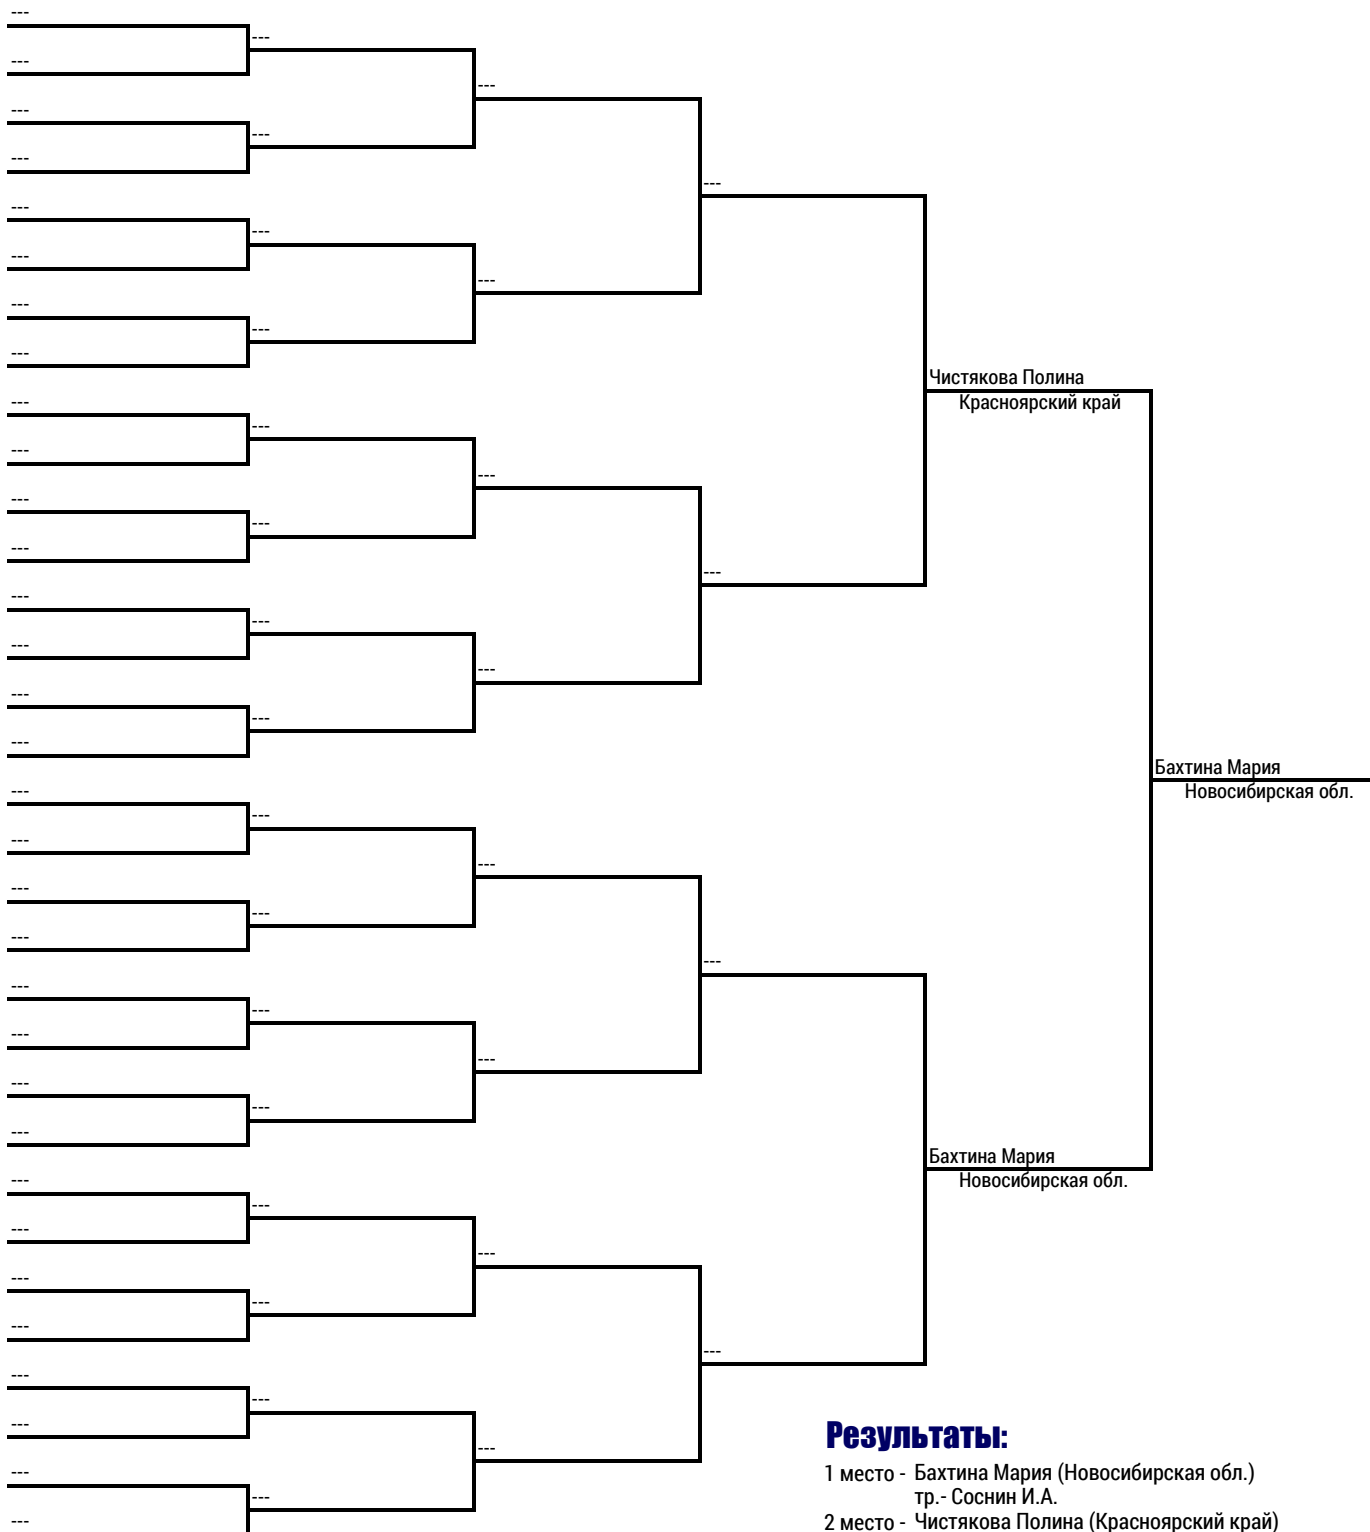 Чистякова Полина
Красноярский край
Бахтина Мария
Новосибирская обл.
Бахтина Мария
Новосибирская обл.
Результаты:
1 место - Бахтина Мария (Новосибирская обл.)
тр.- Соснин И.А.
2 место - Чистякова Полина (Красноярский край)